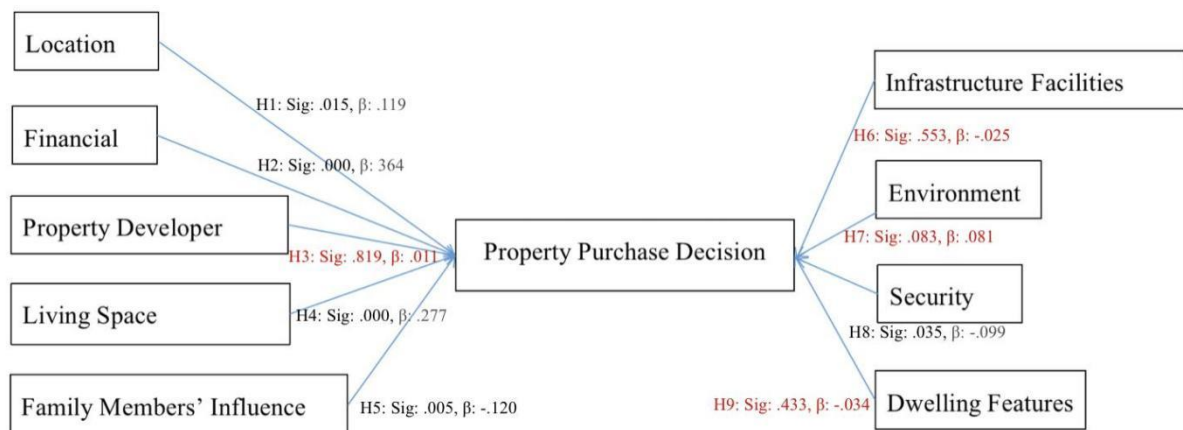 Location
H1: Sig: .015, β: .119
Financial
H2: Sig: .000, β: 364
Property Developer
H3: Sig: .819, β: .011
Living Space
H4: Sig: .000, β: .277
Family Members’ Influence
H5: Sig: .005, β: -.120
Property Purchase Decision
Infrastructure Facilities
H6: Sig: .553, β: -.025
Environment
H7: Sig: .083, β: .081
Security
H8: Sig: .035, β: -.099
Dwelling Features
H9: Sig: .433, β: -.034